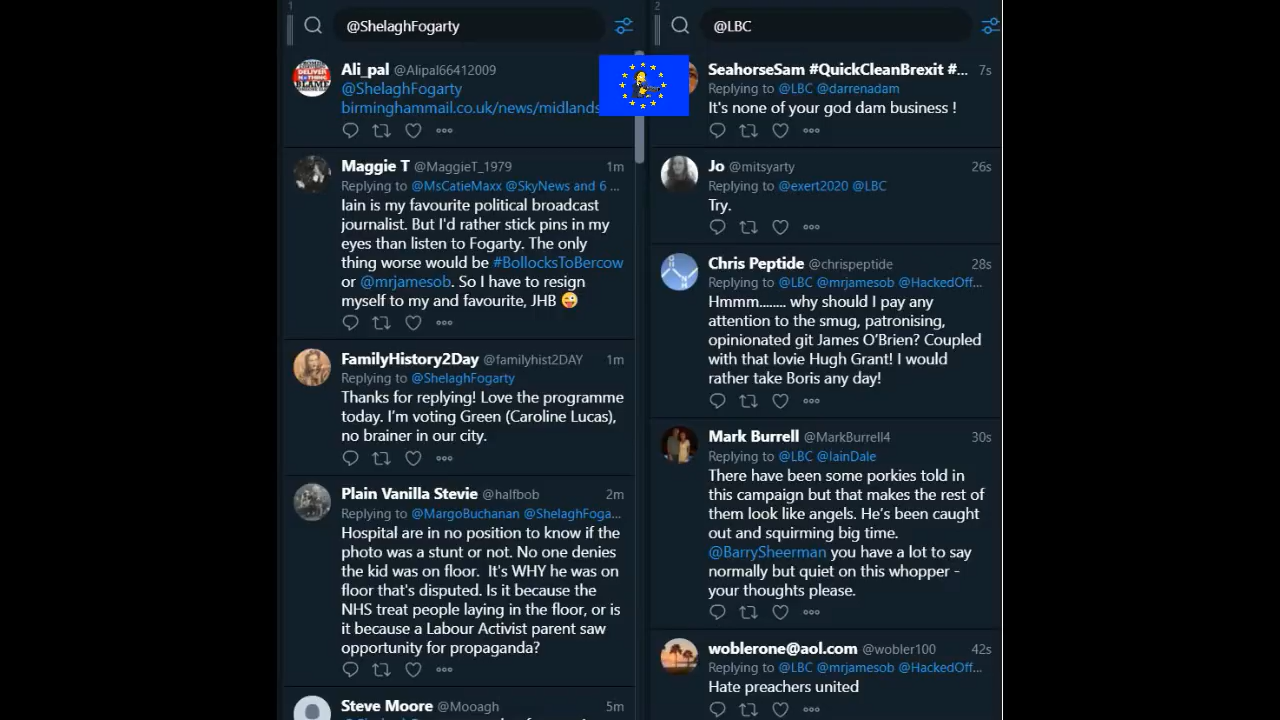 1
@ShelaghFogarty
Ali_pal @Alipal66412009
@ShelaghFogarty
birminghammail.co.uk/news/midlands
Maggie T @MaggieT_1979 1m
Replying to @MsCatieMaxx @SkyNews and 6 ...
Iain is my favourite political broadcast
journalist. But I'd rather stick pins in my
eyes than listen to Fogarty. The only
thing worse would be #BollocksToBercow
or @mrjamesob. So I have to resign
myself to my and favourite, JHB 😜
FamilyHistory2Day @familyhist2DAY 1m
Replying to @ShelaghFogarty
Thanks for replying! Love the programme
today. I'm voting Green (Caroline Lucas),
no brainer in our city.
Plain Vanilla Stevie @halfbob 2m
Replying to @MargoBuchanan @ShelaghFoga...
Hospital are in no position to know if the
photo was a stunt or not. No one denies
the kid was on floor. It's WHY he was on
floor that's disputed. Is it because the
NHS treat people laying in the floor, or is
it because a Labour Activist parent saw
opportunity for propaganda?
Steve Moore @Mooagh 5m
2
@LBC
SeahorseSam #QuickCleanBrexit #... 7s
Replying to @LBC @darrenadam
It's none of your god dam business !
Jo @mitsyarty 26s
Replying to @exert2020 @LBC
Try.
Chris Peptide @chrispeptide 28s
Replying to @LBC @mrjamesob @HackedOff...
Hmmm........ why should I pay any
attention to the smug, patronising,
opinionated git James O'Brien? Coupled
with that lovie Hugh Grant! I would
rather take Boris any day!
Mark Burrell @MarkBurrell4 30s
Replying to @LBC @IainDale
There have been some porkies told in
this campaign but that makes the rest of
them look like angels. He's been caught
out and squirming big time.
@BarrySheerman you have a lot to say
normally but quiet on this whopper -
your thoughts please.
woblerone@aol.com @wobler100 42s
Replying to @LBC @mrjamesob @HackedOff...
Hate preachers united